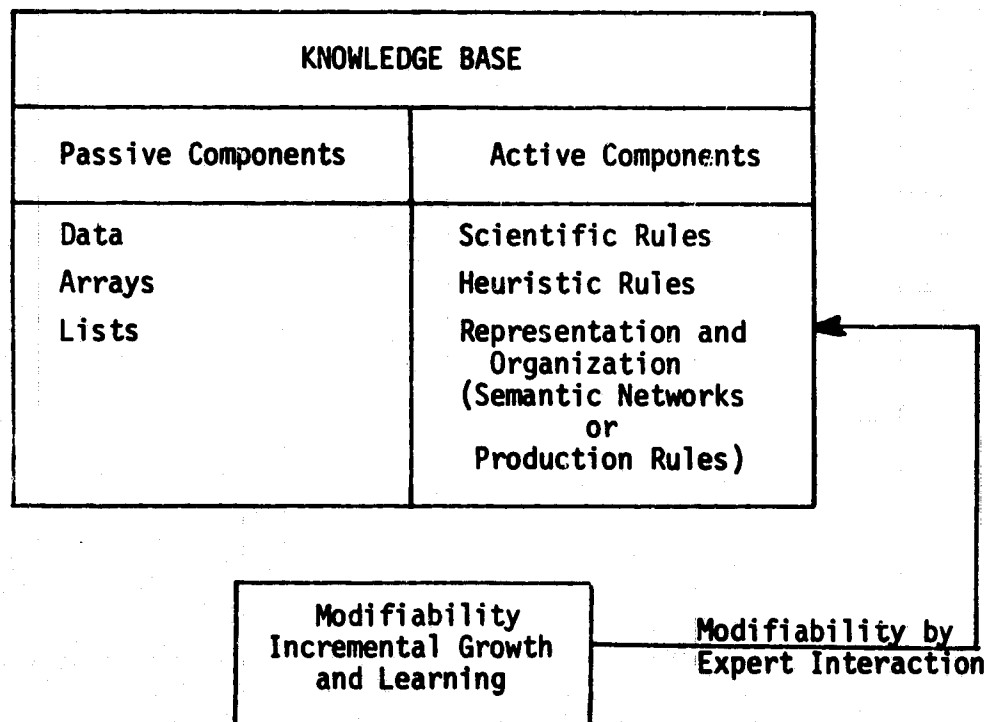 KNOWLEDGE BASE
Passive Components
Active Components
Data
Arrays
Lists
Scientific Rules
Heuristic Rules
Representation and
Organization
(Semantic Networks
or
Production Rules)
Modifiability
Incremental Growth
and Learning
Modifiability by
Expert Interaction